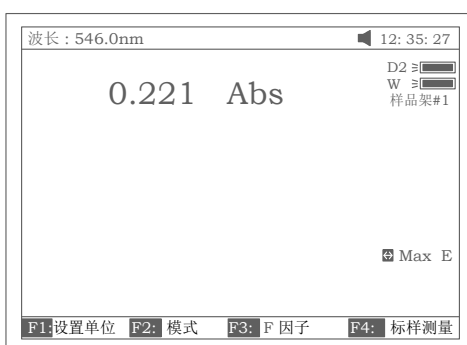 波长：546.0nm 12: 35: 27
D2
0.221 Abs
W
样品架#1
Max E
F1:设置单位 F2: 模式 F3: F 因子 F4: 标样测量